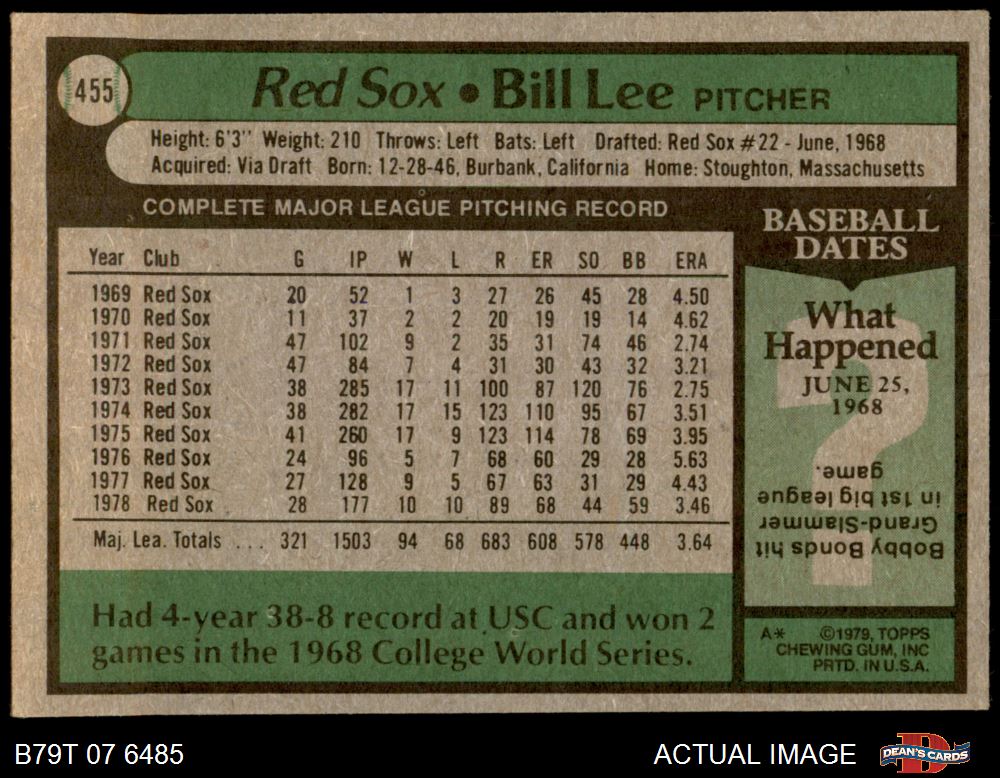 455
Red Sox • Bill Lee PITCHER
Height: 6'3" Weight: 210 Throws: Left Bats: Left Drafted: Red Sox #22 - June, 1968
Acquired: Via Draft Born: 12-28-46, Burbank, California Home: Stoughton, Massachusetts
COMPLETE MAJOR LEAGUE PITCHING RECORD
Year Club G IP W L R ER SO BB ERA
1969 Red Sox 20 52 1 3 27 26 45 28 4.50
1970 Red Sox 11 37 2 2 20 19 19 14 4.62
1971 Red Sox 47 102 9 2 35 31 74 46 2.74
1972 Red Sox 47 84 7 4 31 30 43 32 3.21
1973 Red Sox 38 285 17 11 100 87 120 76 2.75
1974 Red Sox 38 282 17 15 123 110 95 67 3.51
1975 Red Sox 41 260 17 9 123 114 78 69 3.95
1976 Red Sox 24 96 5 7 68 60 29 28 5.63
1977 Red Sox 27 128 9 5 67 63 31 29 4.43
1978 Red Sox 28 177 10 10 89 68 44 59 3.46
Maj. Lea. Totals ... 321 1503 94 68 683 608 578 448 3.64
Had 4-year 38-8 record at USC and won 2
games in the 1968 College World Series.
BASEBALL
DATES
What
Happened
JUNE 25,
1968
Bobby Bonds hit
Grand-Slammer
in 1st big league
game.
A* ©1979, TOPPS
CHEWING GUM, INC
PRTD. IN U.S.A.
B79T 07 6485
ACTUAL IMAGE
DEAN'S CARDS